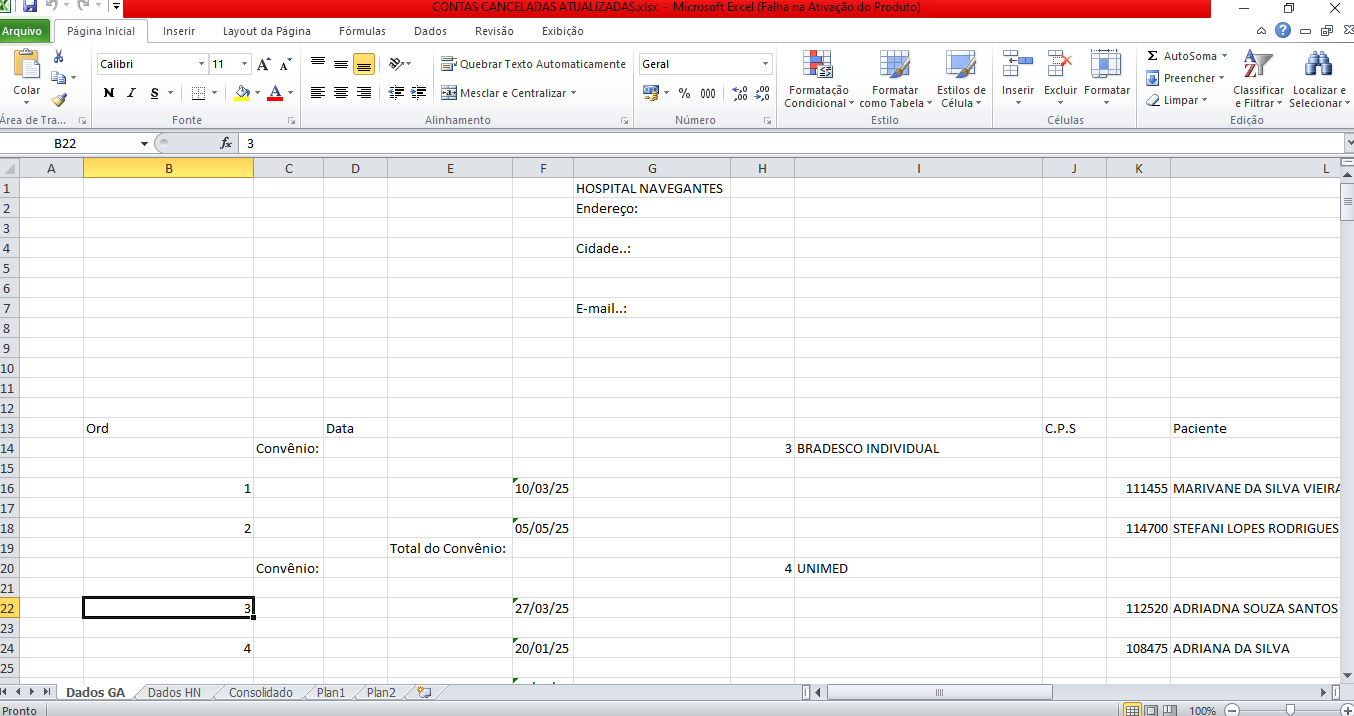 CONTAS CANCELADAS ATUALIZADAS.xlsx - Microsoft Excel (Falha na Ativação do Produto)
Arquivo Página Inicial Inserir Layout da Página Fórmulas Dados Revisão Exibição
Colar
Área de Tra...
Calibri 11
N I S
Fonte
Quebrar Texto Automaticamente
Mesclar e Centralizar
Alinhamento
Geral
% 000
Número
Formatação Condicional
Formatar como Tabela
Estilos de Célula
Estilo
Inserir Excluir Formatar
Células
Σ AutoSoma
Preencher
Limpar
Classificar e Filtrar
Localizar e Selecionar
Edição
B22 fx 3
A B C D E F G H I J K L
1 HOSPITAL NAVEGANTES
2 Endereço:
3
4 Cidade..:
5
6
7 E-mail..:
8
9
10
11
12
13 Ord Data C.P.S Paciente
14 Convênio: 3 BRADESCO INDIVIDUAL
15
16 1 10/03/25 111455 MARIVANE DA SILVA VIEIRA
17
18 2 05/05/25 114700 STEFANI LOPES RODRIGUES
19 Total do Convênio:
20 Convênio: 4 UNIMED
21
22 3 27/03/25 112520 ADRIADNA SOUZA SANTOS
23
24 4 20/01/25 108475 ADRIANA DA SILVA
25
Dados GA Dados HN Consolidado Plan1 Plan2
Pronto 100%